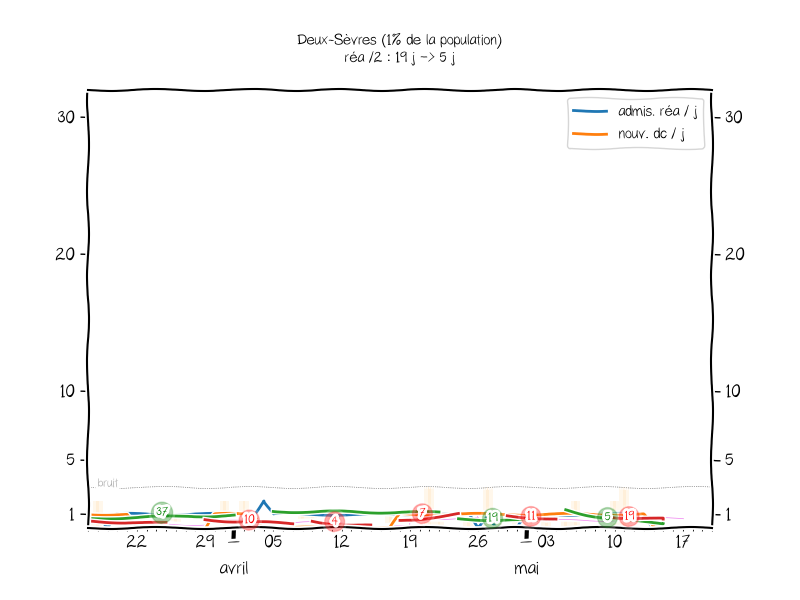 Deux-Sèvres (1% de la population)
réa /2 : 19 j -> 5 j
admis. réa / j
nouv. dc / j
30 30
20 20
10 10
5 5
bruit
1 1
37 10 4 7 19 11 5 19
22 29 05 12 19 26 03 10 17
avril mai